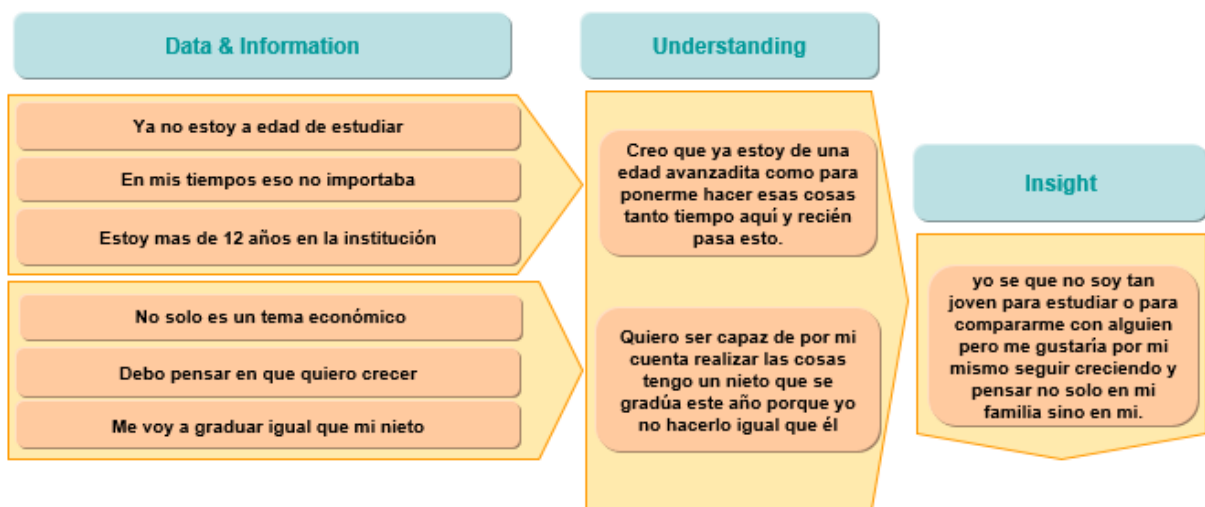 Data & Information
Ya no estoy a edad de estudiar
En mis tiempos eso no importaba
Estoy mas de 12 años en la institución
No solo es un tema económico
Debo pensar en que quiero crecer
Me voy a graduar igual que mi nieto
Understanding
Creo que ya estoy de una
edad avanzadita como para
ponerme hacer esas cosas
tanto tiempo aquí y recién
pasa esto.
Quiero ser capaz de por mi
cuenta realizar las cosas
tengo un nieto que se
gradúa este año porque yo
no hacerlo igual que él
Insight
yo se que no soy tan
joven para estudiar o para
compararme con alguien
pero me gustaría por mi
mismo seguir creciendo y
pensar no solo en mi
familia sino en mi.